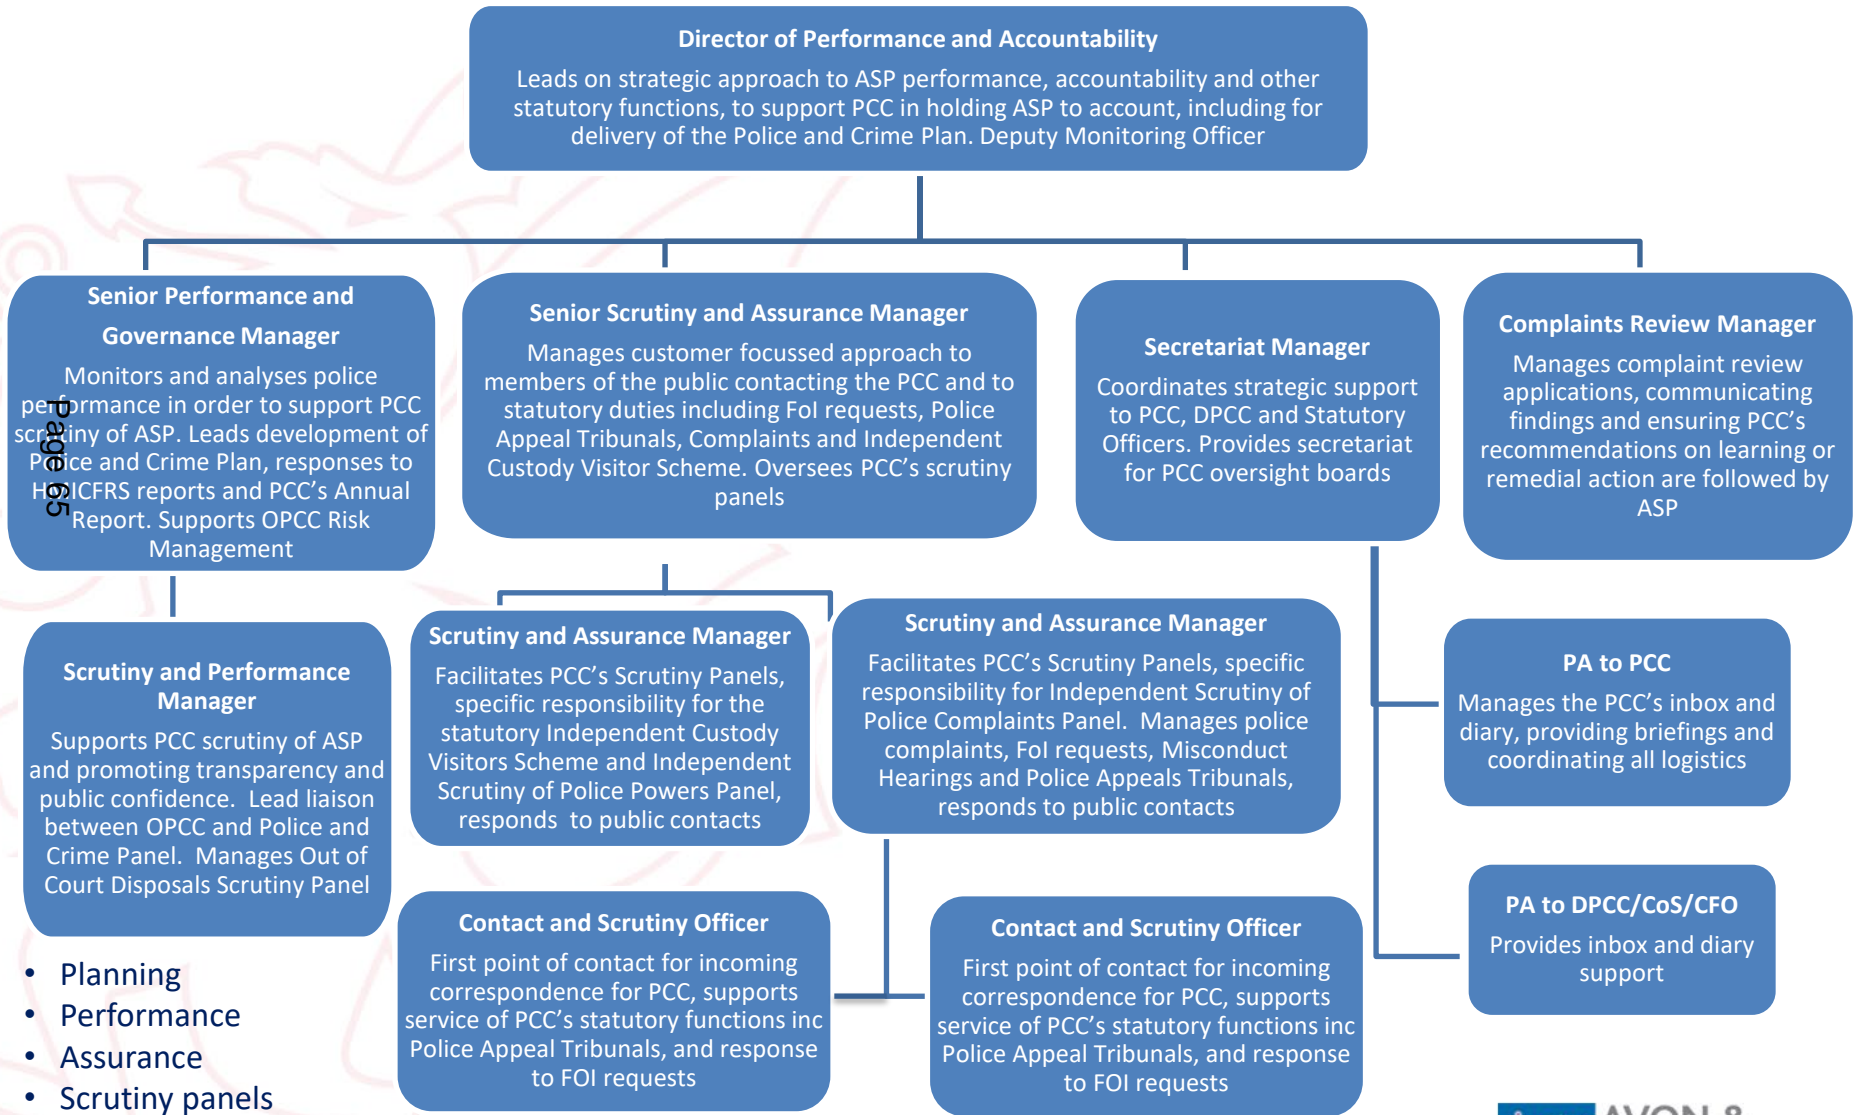 Director of Performance and Accountability
Leads on strategic approach to ASP performance, accountability and other
statutory functions, to support PCC in holding ASP to account, including for
delivery of the Police and Crime Plan. Deputy Monitoring Officer
Senior Performance and
Governance Manager
Monitors and analyses police
performance in order to support PCC
scrutiny of ASP. Leads development of
Police and Crime Plan, responses to
HMICFRS reports and PCC's Annual
Report. Supports OPCC Risk
Management
Page 65
Senior Scrutiny and Assurance Manager
Manages customer focussed approach to
members of the public contacting the PCC and to
statutory duties including FoI requests, Police
Appeal Tribunals, Complaints and Independent
Custody Visitor Scheme. Oversees PCC's scrutiny
panels
Secretariat Manager
Coordinates strategic support
to PCC, DPCC and Statutory
Officers. Provides secretariat
for PCC oversight boards
Complaints Review Manager
Manages complaint review
applications, communicating
findings and ensuring PCC's
recommendations on learning or
remedial action are followed by
ASP
Scrutiny and Performance
Manager
Supports PCC scrutiny of ASP
and promoting transparency and
public confidence.  Lead liaison
between OPCC and Police and
Crime Panel.  Manages Out of
Court Disposals Scrutiny Panel
Scrutiny and Assurance Manager
Facilitates PCC's Scrutiny Panels,
specific responsibility for the
statutory Independent Custody
Visitors Scheme and Independent
Scrutiny of Police Powers Panel,
responds  to public contacts
Scrutiny and Assurance Manager
Facilitates PCC's Scrutiny Panels, specific
responsibility for Independent Scrutiny of
Police Complaints Panel.  Manages police
complaints, FoI requests, Misconduct
Hearings and Police Appeals Tribunals,
responds to public contacts
PA to PCC
Manages the PCC's inbox and
diary, providing briefings and
coordinating all logistics
Contact and Scrutiny Officer
First point of contact for incoming
correspondence for PCC, supports
service of PCC's statutory functions inc
Police Appeal Tribunals, and response
to FOI requests
Contact and Scrutiny Officer
First point of contact for incoming
correspondence for PCC, supports
service of PCC's statutory functions inc
Police Appeal Tribunals, and response
to FOI requests
PA to DPCC/CoS/CFO
Provides inbox and diary
support
• Planning
• Performance
• Assurance
• Scrutiny panels
AVON &